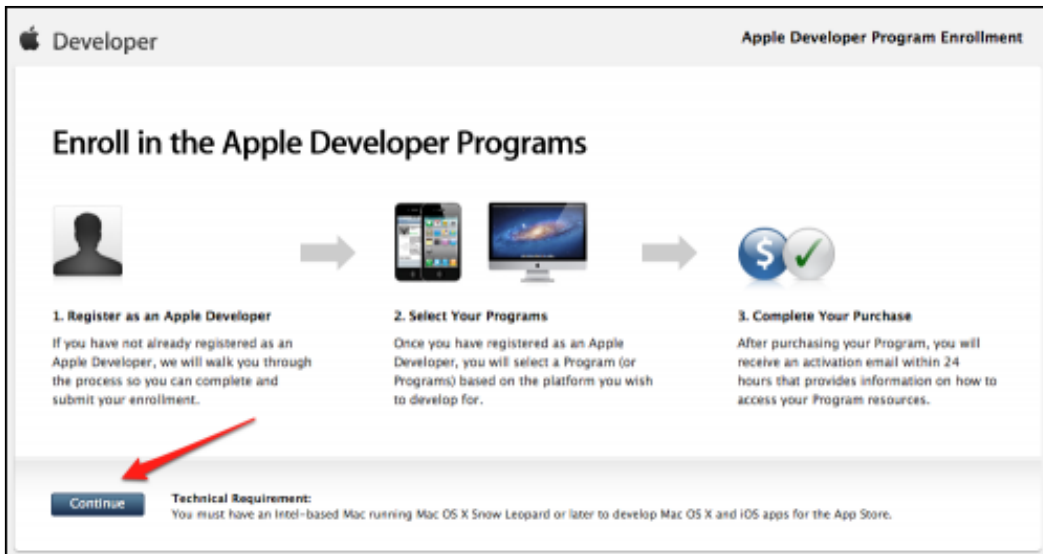 Developer
Apple Developer Program Enrollment
Enroll in the Apple Developer Programs
$
1. Register as an Apple Developer
If you have not already registered as an
Apple Developer, we will walk you through
the process so you can complete and
submit your enrollment.
2. Select Your Programs
Once you have registered as an Apple
Developer, you will select a Program (or
Programs) based on the platform you wish
to develop for.
3. Complete Your Purchase
After purchasing your Program, you will
receive an activation email within 24
hours that provides information on how to
access your Program resources.
Continue
Technical Requirement:
You must have an Intel-based Mac running Mac OS X Snow Leopard or later to develop Mac OS X and iOS apps for the App Store.